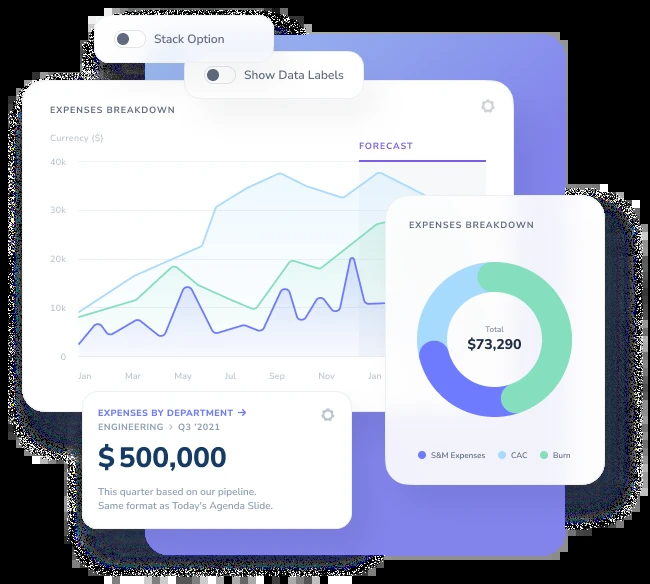 Stack Option
Show Data Labels
EXPENSES BREAKDOWN
Currency ($)
FORECAST
40k
30k
20k
10k
0
Jan Mar May Jul Sep Nov Jan
EXPENSES BREAKDOWN
Total
$73,290
S&M Expenses CAC Burn
EXPENSES BY DEPARTMENT →
ENGINEERING > Q3 '2021
$500,000
This quarter based on our pipeline.
Same format as Today's Agenda Slide.